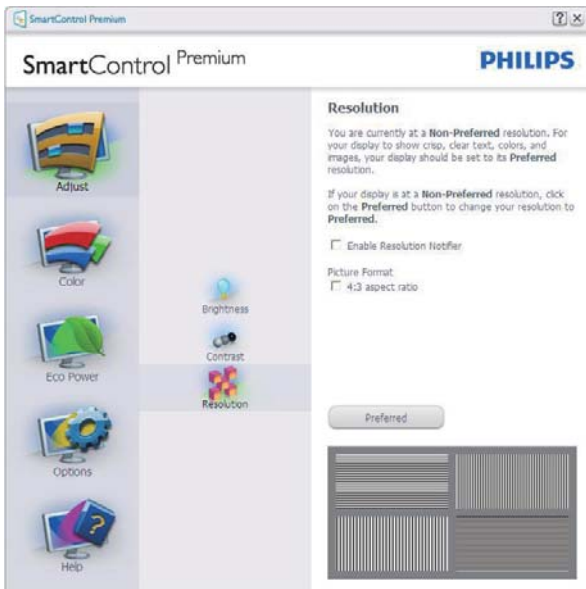 SmartControl Premium
SmartControl Premium
PHILIPS
Adjust
Color
Eco Power
Options
Help
Brightness
Contrast
Resolution
Resolution
You are currently at a Non-Preferred resolution. For
your display to show crisp, clear text, colors, and
images, your display should be set to its Preferred
resolution.
If your display is at a Non-Preferred resolution, click
on the Preferred button to change your resolution to
Preferred.
Enable Resolution Notifier
Picture Format
4:3 aspect ratio
Preferred